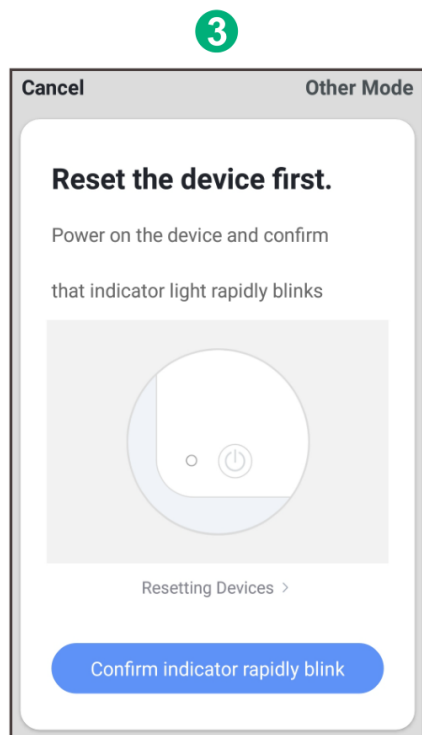 3
Cancel Other Mode
Reset the device first.
Power on the device and confirm
that indicator light rapidly blinks
Resetting Devices >
Confirm indicator rapidly blink